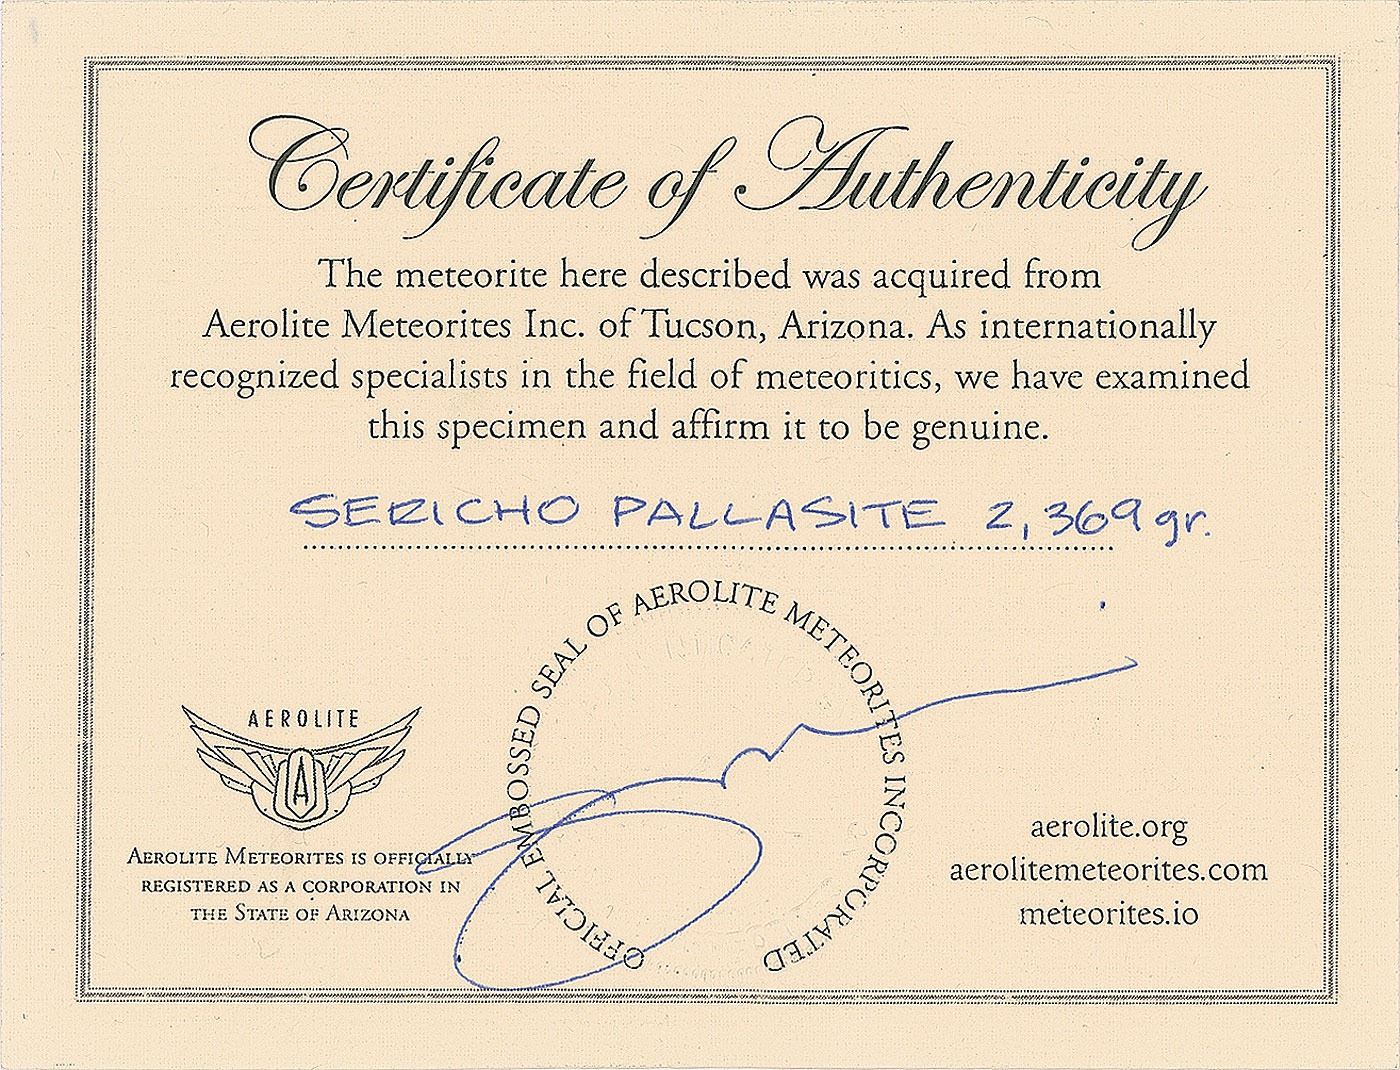 Certificate of Authenticity
The meteorite here described was acquired from
Aerolite Meteorites Inc. of Tucson, Arizona. As internationally
recognized specialists in the field of meteoritics, we have examined
this specimen and affirm it to be genuine.
SERICHO PALLASITE 2,369 gr.
OFFICIAL EMBOSSED SEAL OF AEROLITE METEORITES INCORPORATED
AEROLITE
A
AEROLITE METEORITES IS OFFICIALLY
REGISTERED AS A CORPORATION IN
THE STATE OF ARIZONA
aerolite.org
aerolitemeteorites.com
meteorites.io